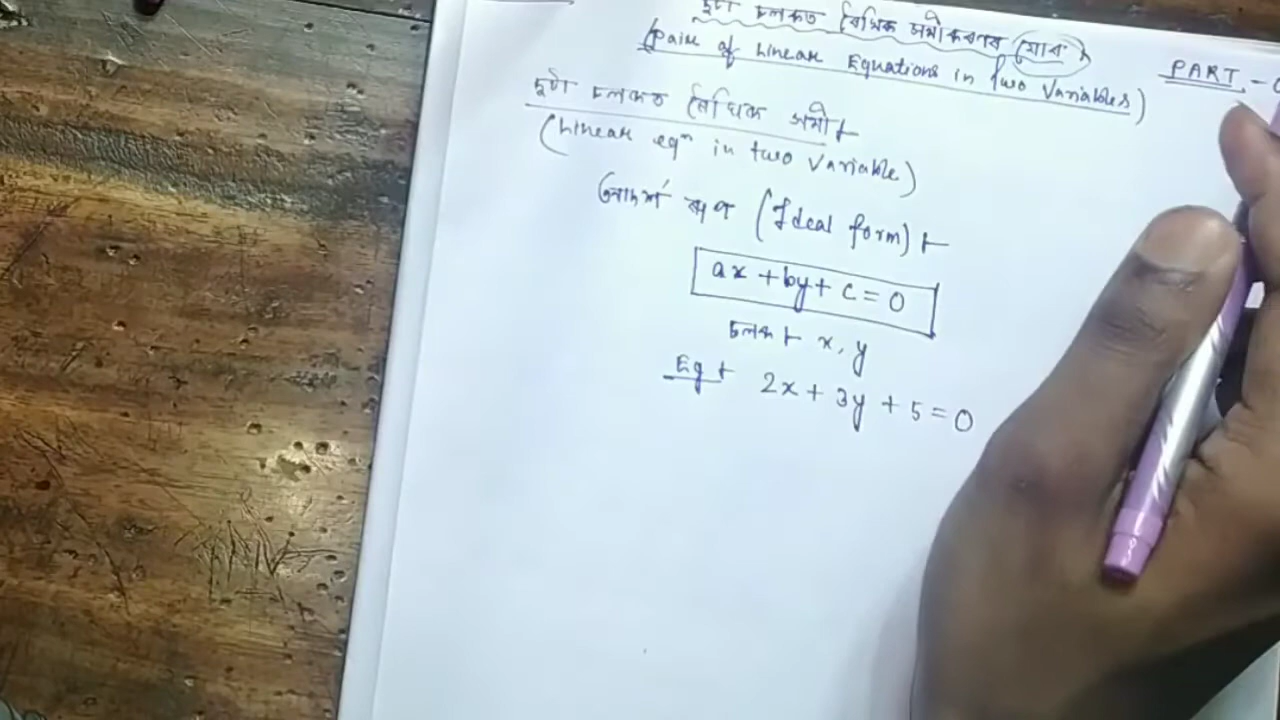 দুটা চলকত ৰৈখিক সমীকৰণৰ যোৰ
(Pair of Linear Equations in two Variables)
PART -
দুটা চলকত ৰৈখিক সমী
(Linear eqn in two Variable)
আদৰ্শ ৰূপ (Ideal form)
ax + by + c = 0
চলক x, y
Eg 2x + 3y + 5 = 0